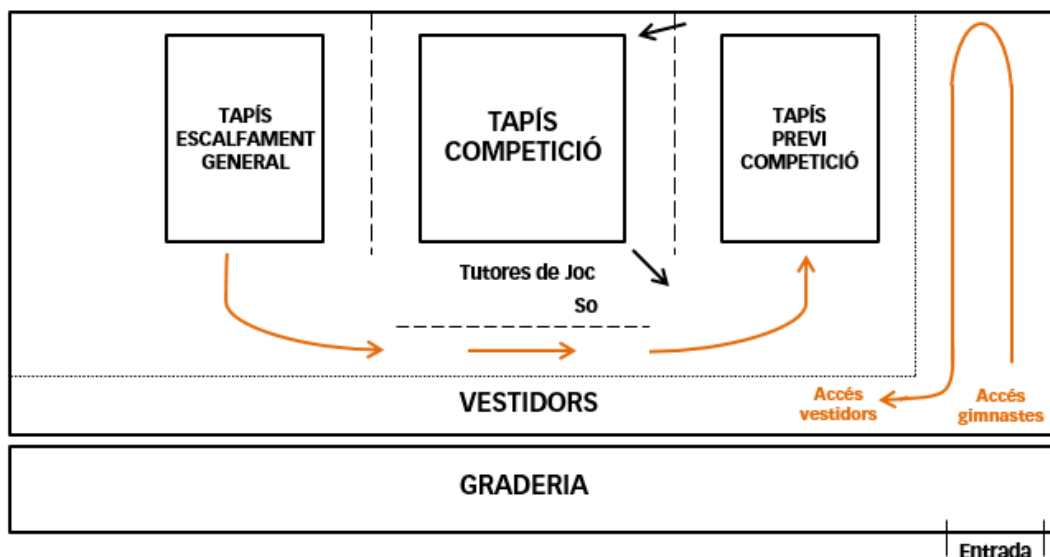 TAPÍS
ESCALFAMENT
GENERAL
TAPÍS
COMPETICIÓ
TAPÍS
PREVI
COMPETICIÓ
Tutores de Joc
So
VESTIDORS
Accés
vestidors
Accés
gimnastes
GRADERIA
Entrada